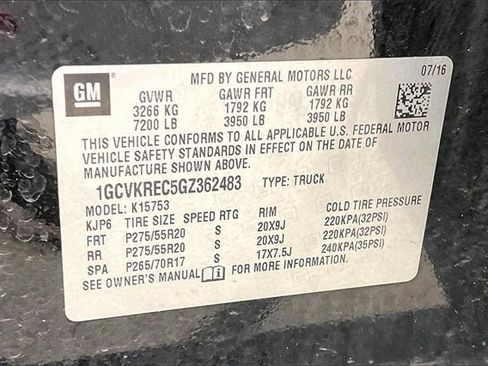 GM
MFD BY GENERAL MOTORS LLC 07/16
GVWR GAWR FRT GAWR RR
3266 KG 1792 KG 1792 KG
7200 LB 3950 LB 3950 LB
THIS VEHICLE CONFORMS TO ALL APPLICABLE U.S. FEDERAL MOTOR
VEHICLE SAFETY STANDARDS IN EFFECT ON THE DATE OF
MANUFACTURE SHOWN ABOVE.
1GCVKREC5GZ362483 TYPE: TRUCK
MODEL: K15753
KJP6 TIRE SIZE SPEED RTG RIM COLD TIRE PRESSURE
FRT P275/55R20 S 20X9J 220KPA(32PSI)
RR P275/55R20 S 20X9J 220KPA(32PSI)
SPA P265/70R17 S 17X7.5J 240KPA(35PSI)
SEE OWNER'S MANUAL FOR MORE INFORMATION.